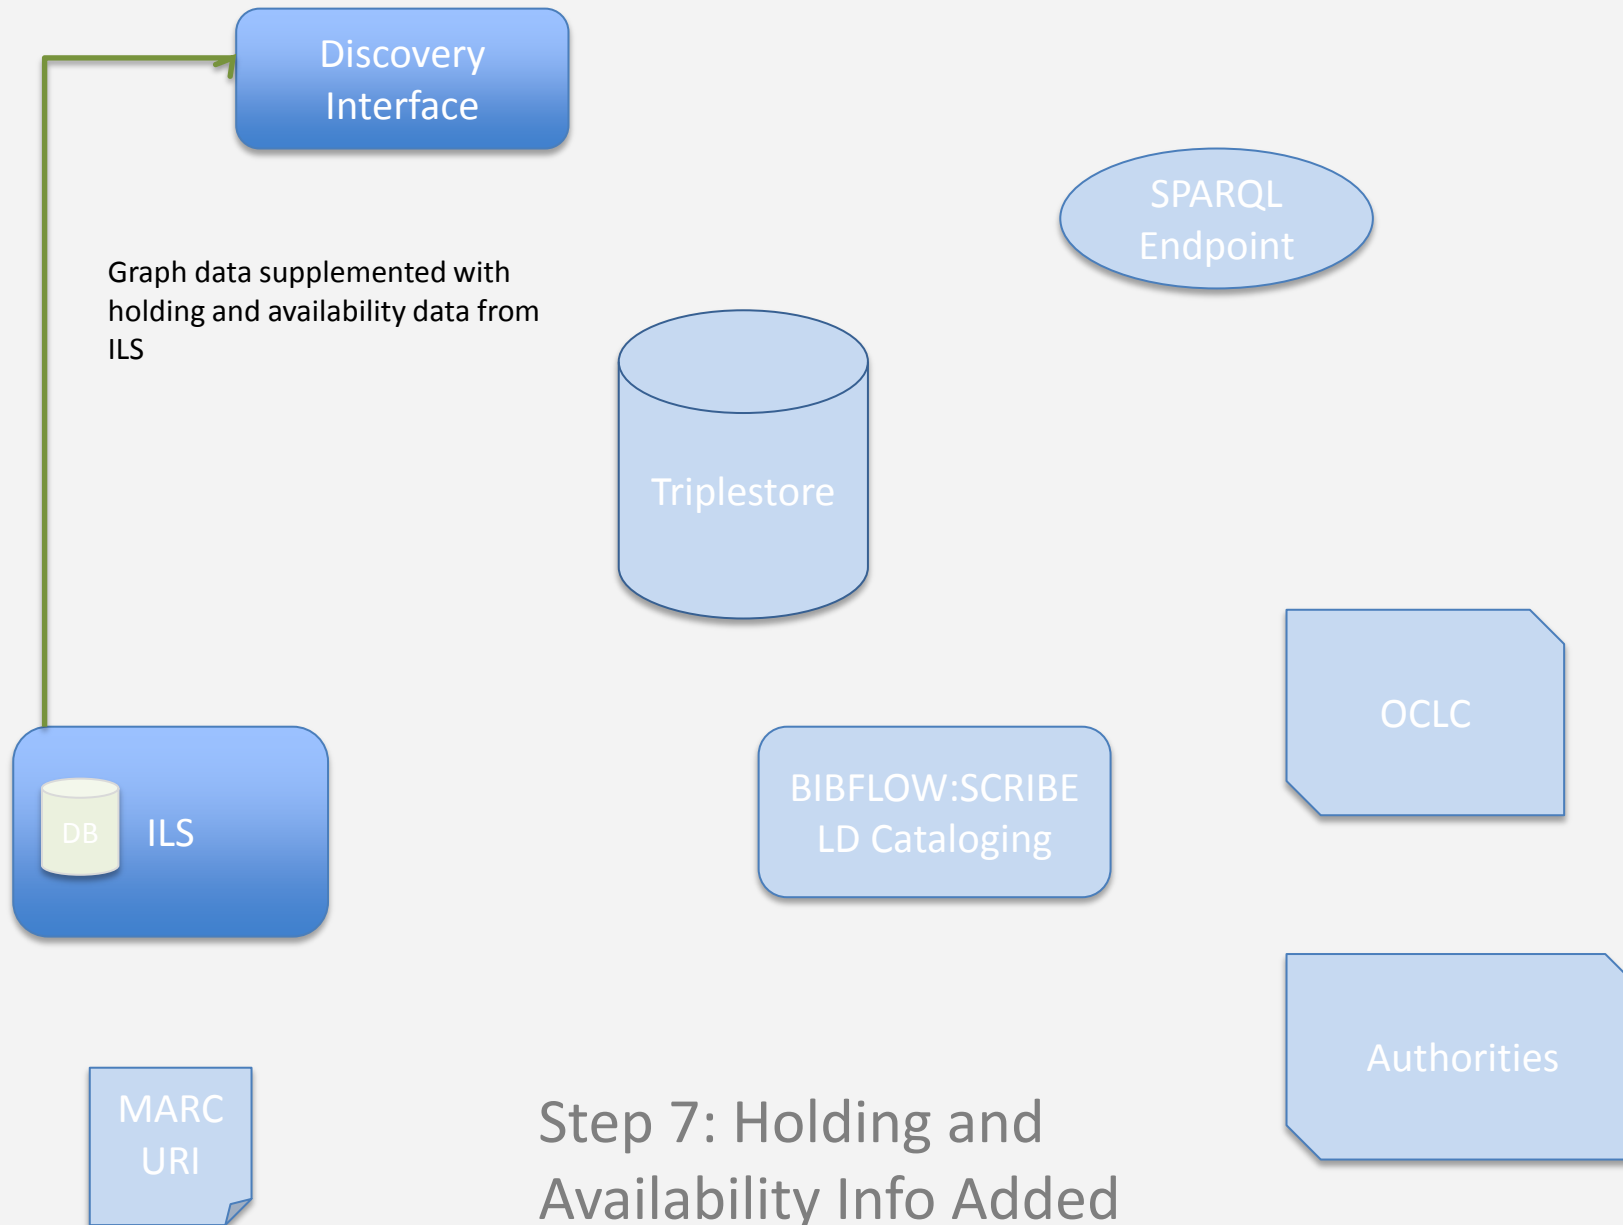 Discovery
Interface
SPARQL
Endpoint
Graph data supplemented with
holding and availability data from
ILS
Triplestore
OCLC
BIBFLOW:SCRIBE
LD Cataloging
DB
ILS
Authorities
MARC
URI
Step 7: Holding and
Availability Info Added